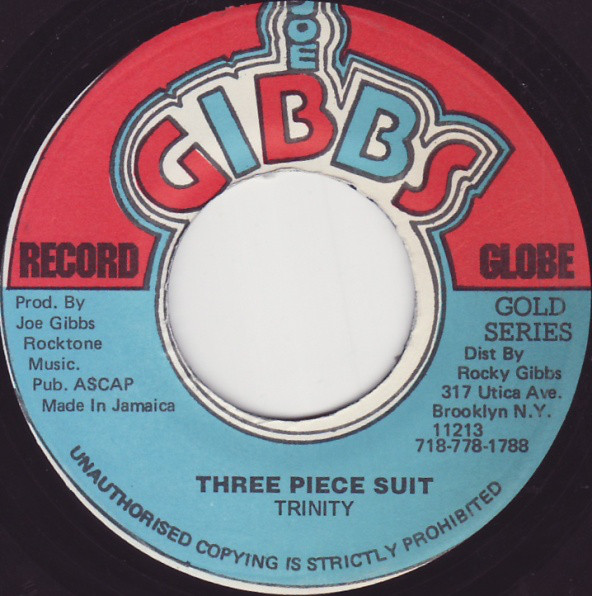 JOE
GIBBS
RECORD GLOBE
Prod. By
Joe Gibbs
Rocktone
Music.
Pub. ASCAP
Made In Jamaica
GOLD
SERIES
Dist By
Rocky Gibbs
317 Utica Ave.
Brooklyn N.Y.
11213
718-778-1788
THREE PIECE SUIT
TRINITY
UNAUTHORISED COPYING IS STRICTLY PROHIBITED